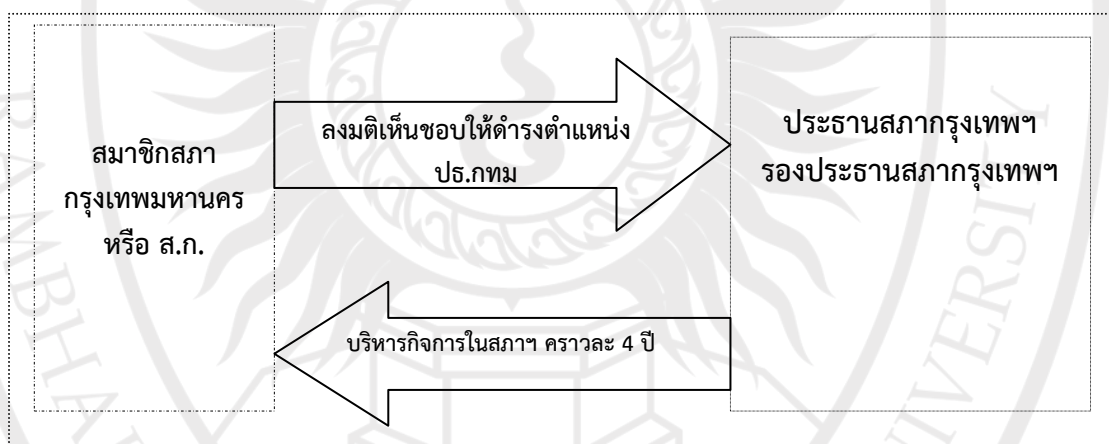 สมาชิกสภา
กรุงเทพมหานคร
หรือ ส.ก.
ลงมติเห็นชอบให้ดำรงตำแหน่ง
ปธ.กทม
ประธานสภากรุงเทพฯ
รองประธานสภากรุงเทพฯ
บริหารกิจการในสภาฯ คราวละ 4 ปี